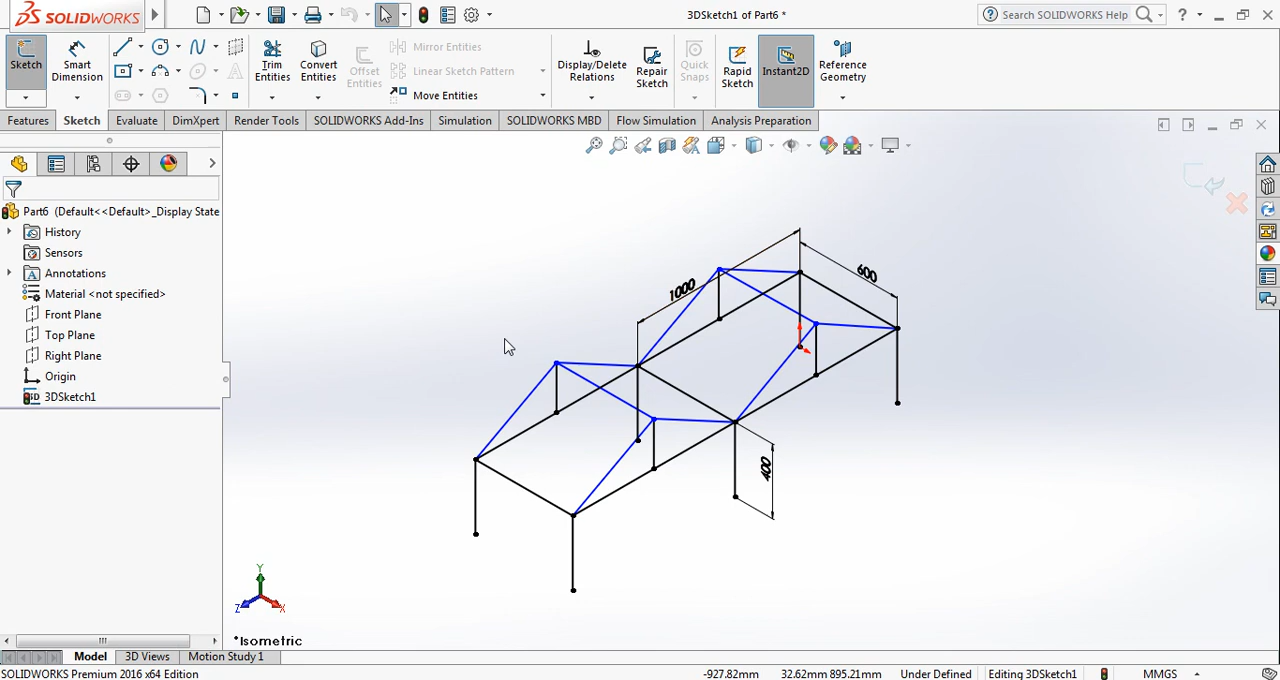 SOLIDWORKS
3DSketch1 of Part6 *
Search SOLIDWORKS Help
?
Sketch
Smart Dimension
Trim Entities
Convert Entities
Offset Entities
Mirror Entities
Linear Sketch Pattern
Move Entities
Display/Delete Relations
Repair Sketch
Quick Snaps
Rapid Sketch
Instant2D
Reference Geometry
Features
Sketch
Evaluate
DimXpert
Render Tools
SOLIDWORKS Add-Ins
Simulation
SOLIDWORKS MBD
Flow Simulation
Analysis Preparation
Part6 (Default<<Default>_Display State
History
Sensors
Annotations
Material <not specified>
Front Plane
Top Plane
Right Plane
Origin
3D 3DSketch1
1000
600
400
Y
Z
X
*Isometric
Model
3D Views
Motion Study 1
SOLIDWORKS Premium 2016 x64 Edition
-927.82mm
32.62mm 895.21mm
Under Defined
Editing 3DSketch1
MMGS